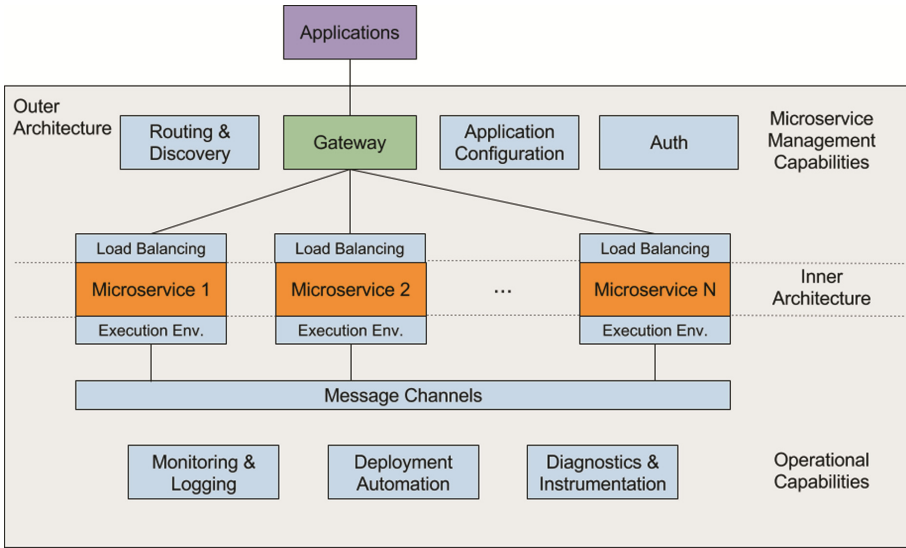 Applications
Outer
Architecture
Routing &
Discovery
Gateway
Application
Configuration
Auth
Microservice
Management
Capabilities
Load Balancing
Load Balancing
Load Balancing
Microservice 1
Microservice 2
...
Microservice N
Inner
Architecture
Execution Env.
Execution Env.
Execution Env.
Message Channels
Monitoring &
Logging
Deployment
Automation
Diagnostics &
Instrumentation
Operational
Capabilities